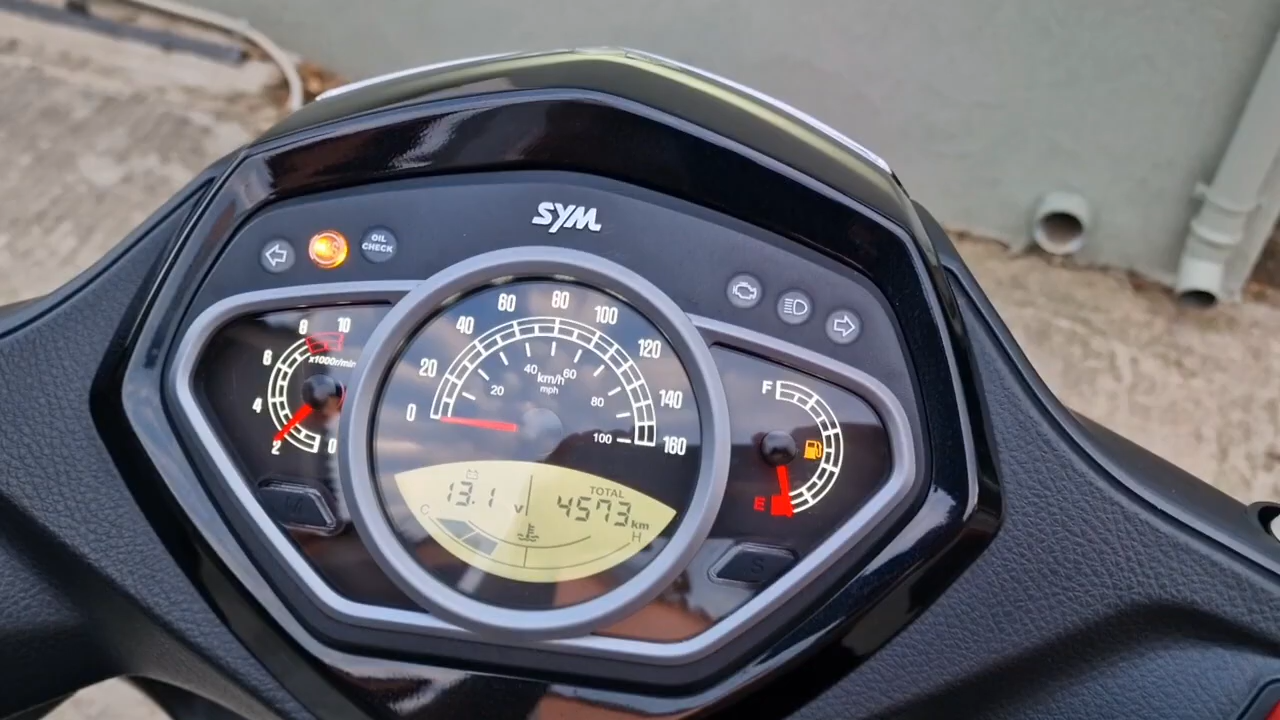 SYM
OIL
CHECK
8 10
6
x1000r/min
4
2
0
0 20 40 60 80 100 120 140 160
20 40 60 80 100
km/h
mph
F
E
13.1 V
TOTAL
4573 km
C H
S